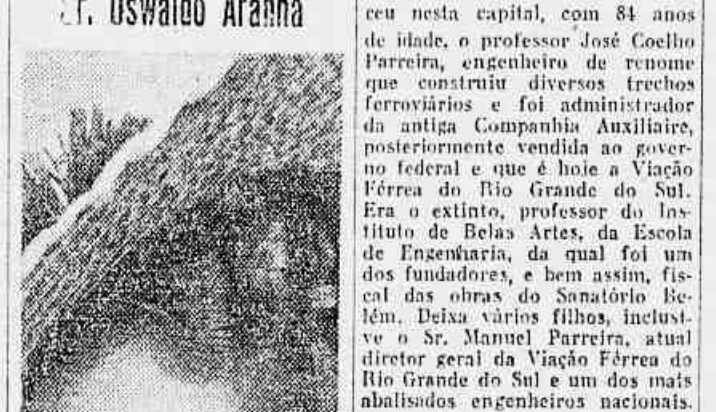 Sr. Oswaldo Aranha
ceu nesta capital, com 84 anos
de idade, o professor José Coelho
Parreira, engenheiro de renome
que construiu diversos trechos
ferroviários e foi administrador
da antiga Companhia Auxiliaire,
posteriormente vendida ao gover-
no federal e que é hoje a Viação
Férrea do Rio Grande do Sul.
Era o extinto, professor do Ins-
tituto de Belas Artes, da Escola
de Engenharia, da qual foi um
dos fundadores, e bem assim, fis-
cal das obras do Sanatório Be-
lém. Deixa vários filhos, inclusi-
ve o Sr. Manuel Parreira, atual
diretor geral da Viação Férrea do
Rio Grande do Sul e um dos mais
abalisados engenheiros nacionais.